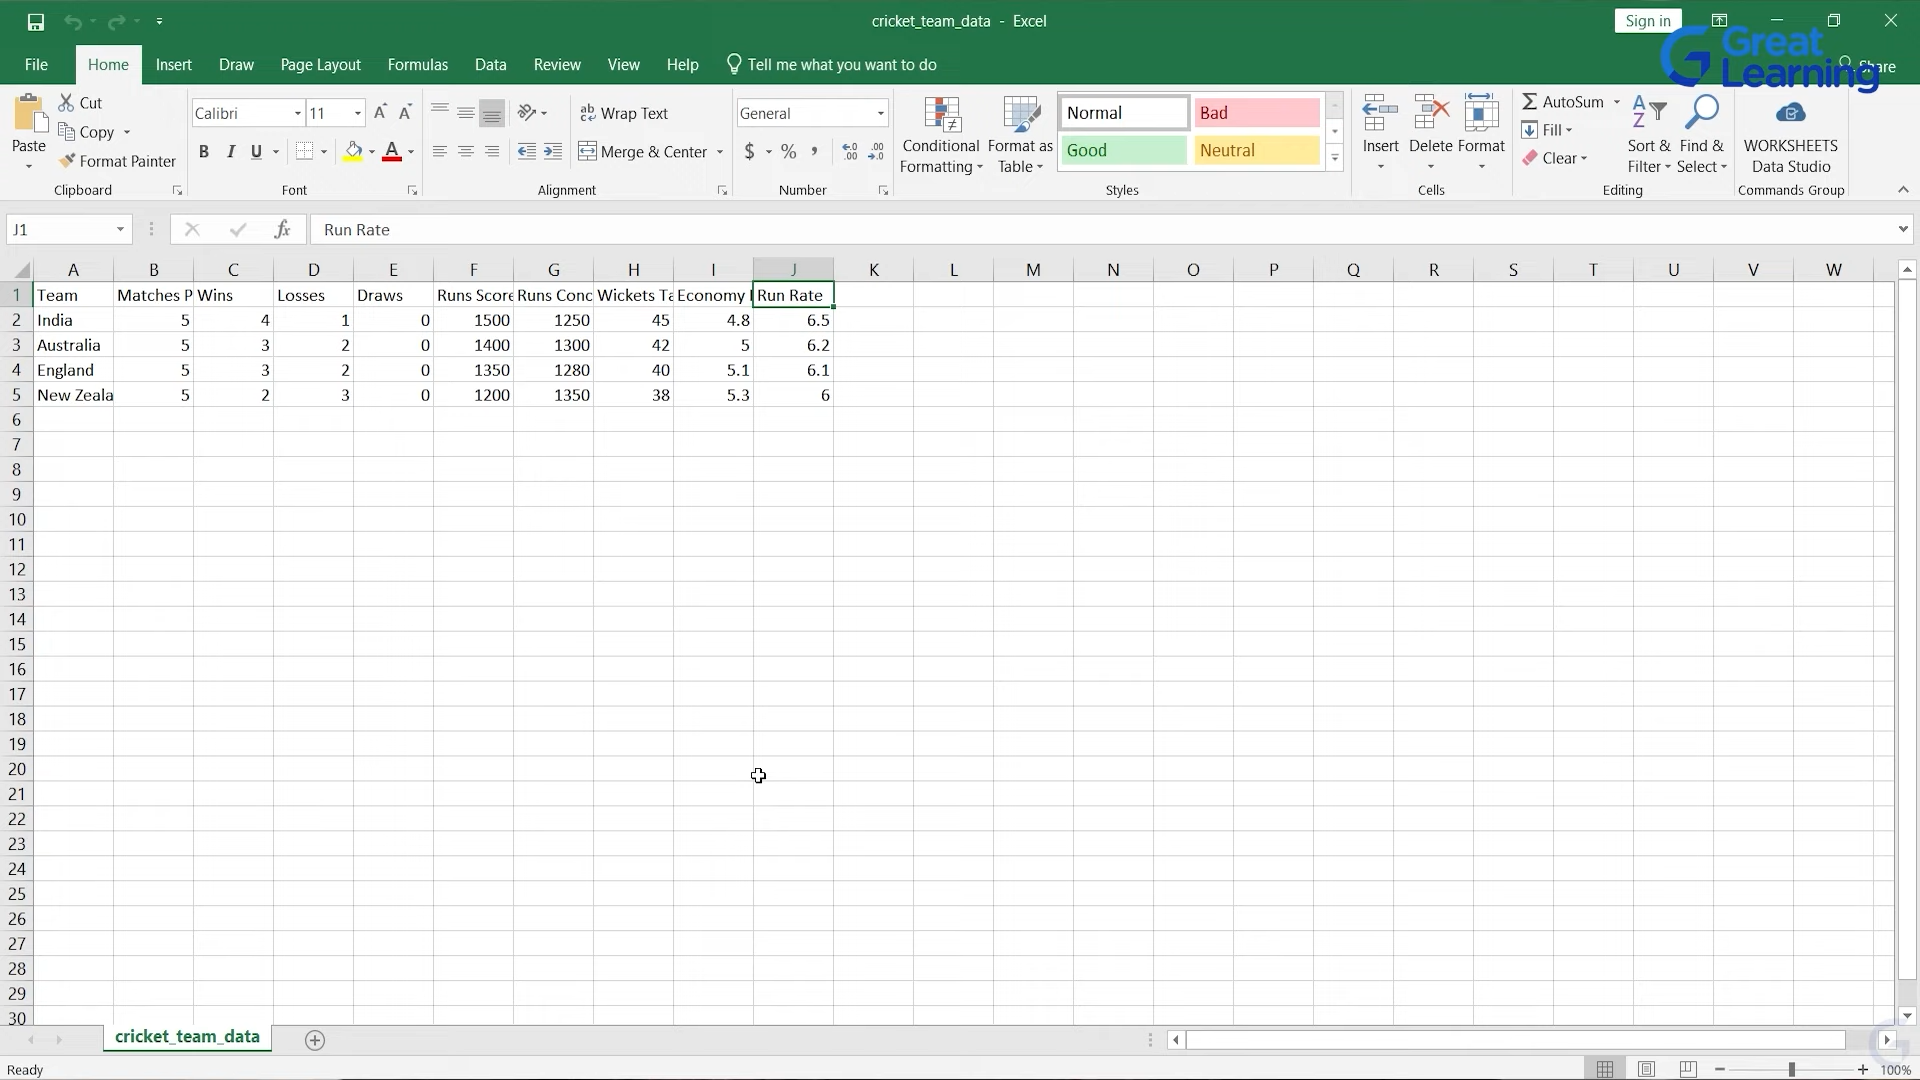 cricket_team_data - Excel
Sign in
Great Learning
File Home Insert Draw Page Layout Formulas Data Review View Help Tell me what you want to do Share
Paste
Cut
Copy
Format Painter
Clipboard
Calibri 11
B I U
Font
Wrap Text
Merge & Center
Alignment
General
$ % ,
Number
Conditional Formatting
Format as Table
Normal Bad
Good Neutral
Styles
Insert Delete Format
Cells
AutoSum
Fill
Clear
Sort & Filter
Find & Select
Editing
WORKSHEETS Data Studio
Commands Group
J1 fx Run Rate
A B C D E F G H I J K L M N O P Q R S T U V W
1 Team Matches P Wins Losses Draws Runs Score Runs Conc Wickets Ta Economy Run Rate
2 India 5 4 1 0 1500 1250 45 4.8 6.5
3 Australia 5 3 2 0 1400 1300 42 5 6.2
4 England 5 3 2 0 1350 1280 40 5.1 6.1
5 New Zeala 5 2 3 0 1200 1350 38 5.3 6
6
7
8
9
10
11
12
13
14
15
16
17
18
19
20
21
22
23
24
25
26
27
28
29
30
cricket_team_data
Ready
100%